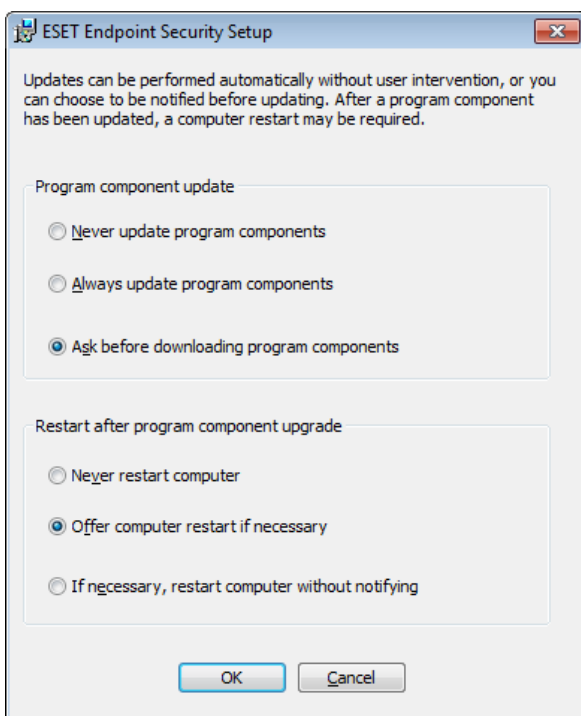 ESET Endpoint Security Setup
Updates can be performed automatically without user intervention, or you
can choose to be notified before updating. After a program component
has been updated, a computer restart may be required.
Program component update
Never update program components
Always update program components
Ask before downloading program components
Restart after program component upgrade
Never restart computer
Offer computer restart if necessary
If necessary, restart computer without notifying
OK
Cancel